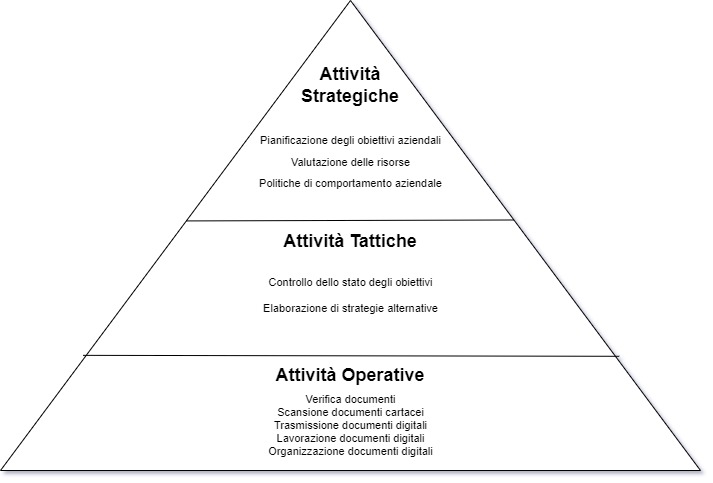 Attività
Strategiche
Pianificazione degli obiettivi aziendali
Valutazione delle risorse
Politiche di comportamento aziendale
Attività Tattiche
Controllo dello stato degli obiettivi
Elaborazione di strategie alternative
Attività Operative
Verifica documenti
Scansione documenti cartacei
Trasmissione documenti digitali
Lavorazione documenti digitali
Organizzazione documenti digitali